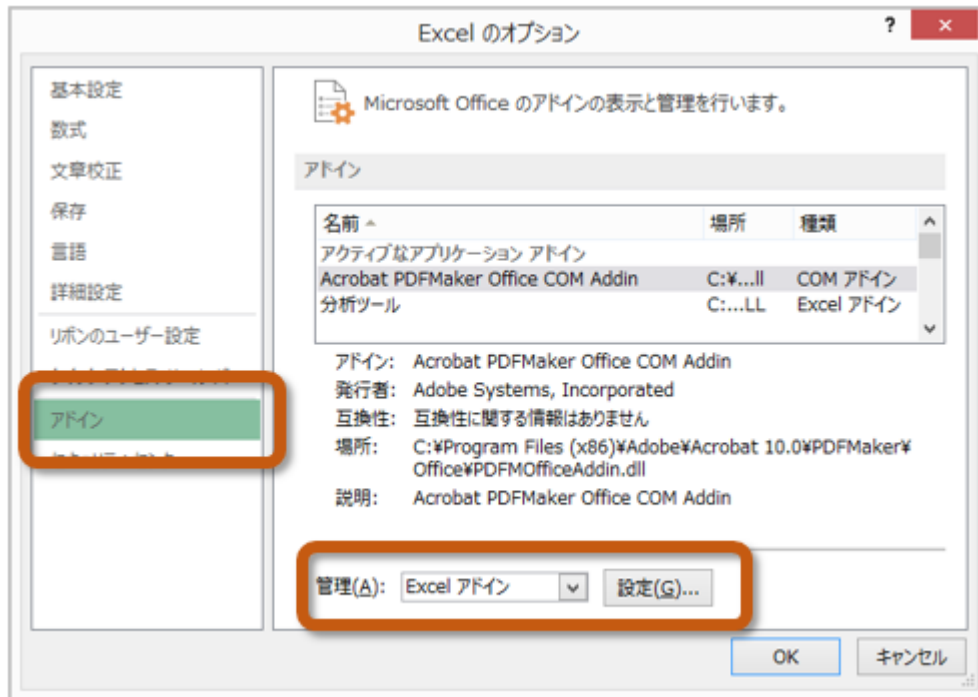 Excel のオプション
?
基本設定
数式
文章校正
保存
言語
詳細設定
リボンのユーザー設定
アドイン
Microsoft Office のアドインの表示と管理を行います。
アドイン
名前 場所 種類
アクティブなアプリケーション アドイン
Acrobat PDFMaker Office COM Addin C:¥...ll COM アドイン
分析ツール C:...LL Excel アドイン
アドイン: Acrobat PDFMaker Office COM Addin
発行者: Adobe Systems, Incorporated
互換性: 互換性に関する情報はありません
場所: C:¥Program Files (x86)¥Adobe¥Acrobat 10.0¥PDFMaker¥
Office¥PDFMOfficeAddin.dll
説明: Acrobat PDFMaker Office COM Addin
管理(A): Excel アドイン 設定(G)...
OK キャンセル